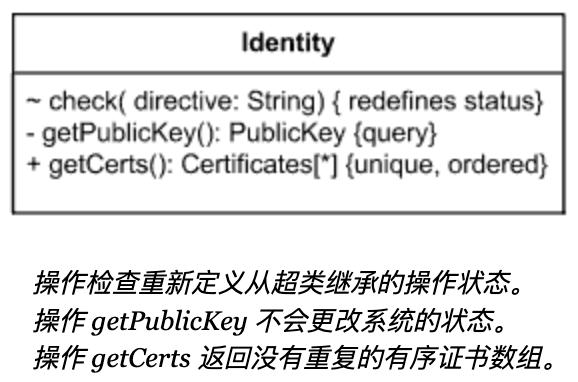 Identity
~ check( directive: String) { redefines status}
- getPublicKey(): PublicKey {query}
+ getCerts(): Certificates[*] {unique, ordered}
操作检查重新定义从超类继承的操作状态。
操作 getPublicKey 不会更改系统的状态。
操作 getCerts 返回没有重复的有序证书数组。